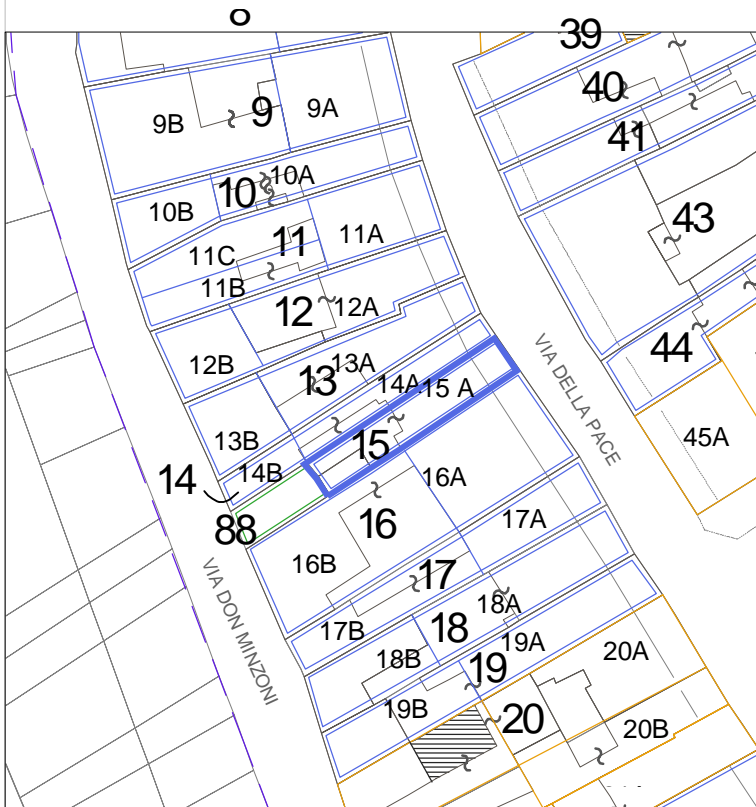 39
40
9
9A
9B
41
10A
10
10B
43
11A
11
11C
11B
12
12A
44
VIA DELLA PACE
12B
13A
13
14A
15 A
13B
45A
15
14B
14
16A
88
16
17A
16B
17
18A
VIA DON MINZONI
17B
18
19A
18B
19
20A
19B
20
20B